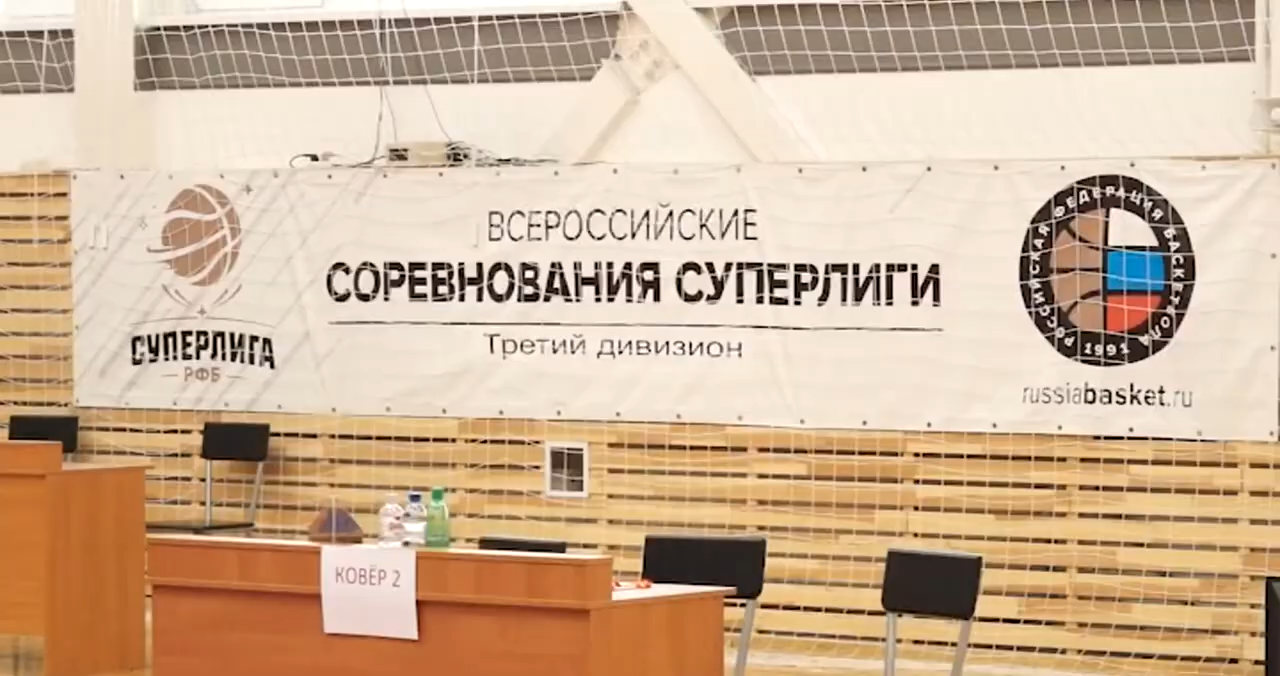 ВСЕРОССИЙСКИЕ
СОРЕВНОВАНИЯ СУПЕРЛИГИ
Третий дивизион
СУПЕРЛИГА
РФБ
РОССИЙСКАЯ ФЕДЕРАЦИЯ БАСКЕТБОЛА
1991
russiabasket.ru
КОВЁР 2